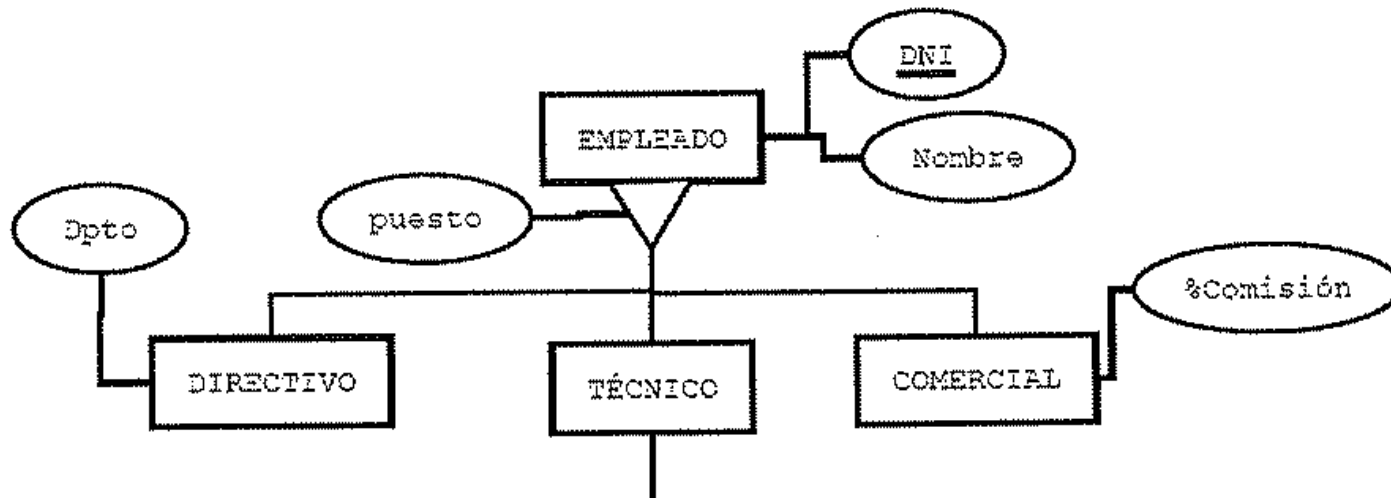 DNI
EMPLEADO
Nombre
Dpto
puesto
%Comisión
DIRECTIVO
TÉCNICO
COMERCIAL